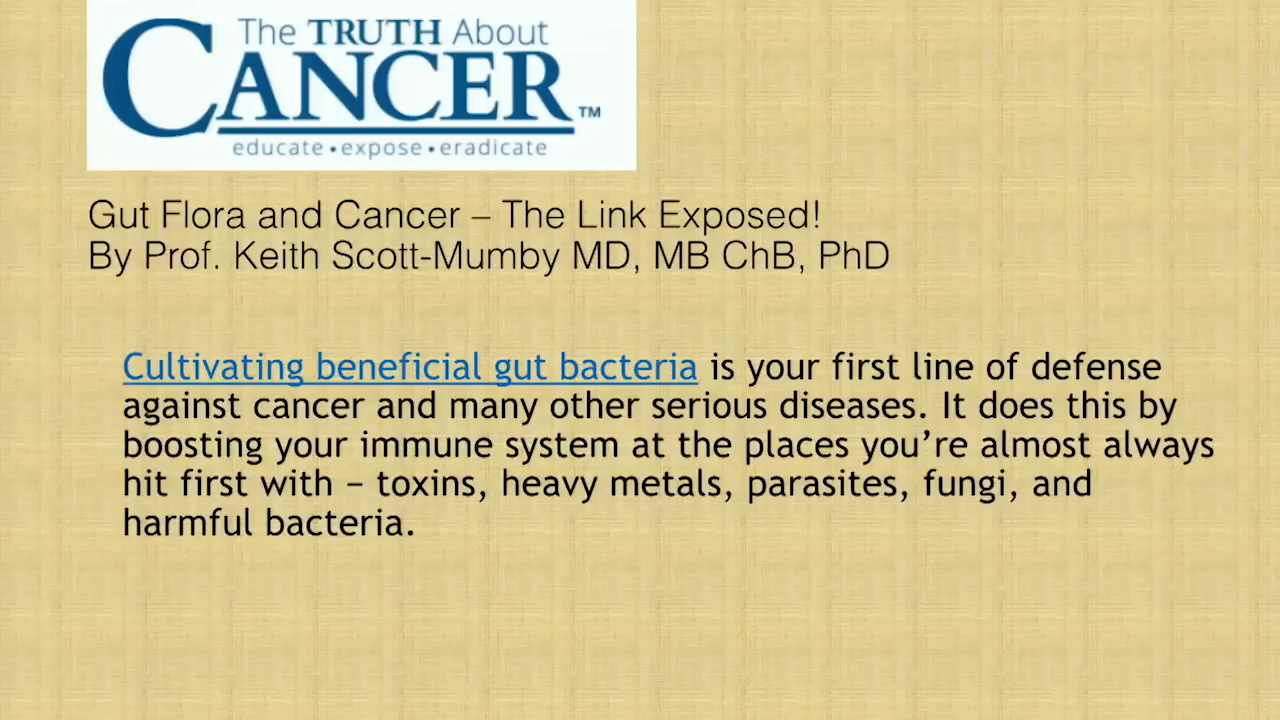 The TRUTH About
CANCER™
educate • expose • eradicate
Gut Flora and Cancer – The Link Exposed!
By Prof. Keith Scott-Mumby MD, MB ChB, PhD
Cultivating beneficial gut bacteria is your first line of defense
against cancer and many other serious diseases. It does this by
boosting your immune system at the places you’re almost always
hit first with – toxins, heavy metals, parasites, fungi, and
harmful bacteria.